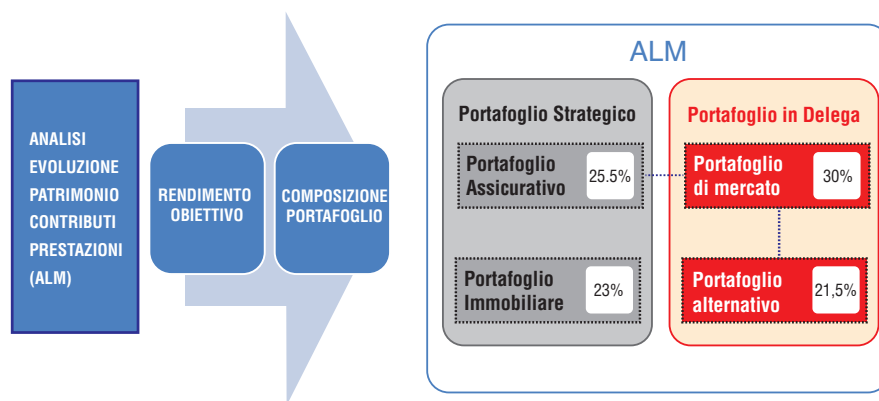 ANALISI
EVOLUZIONE
PATRIMONIO
CONTRIBUTI
PRESTAZIONI
(ALM)
RENDIMENTO
OBIETTIVO
COMPOSIZIONE
PORTAFOGLIO
ALM
Portafoglio Strategico
Portafoglio
Assicurativo
25.5%
Portafoglio
Immobiliare
23%
Portafoglio in Delega
Portafoglio
di mercato
30%
Portafoglio
alternativo
21,5%